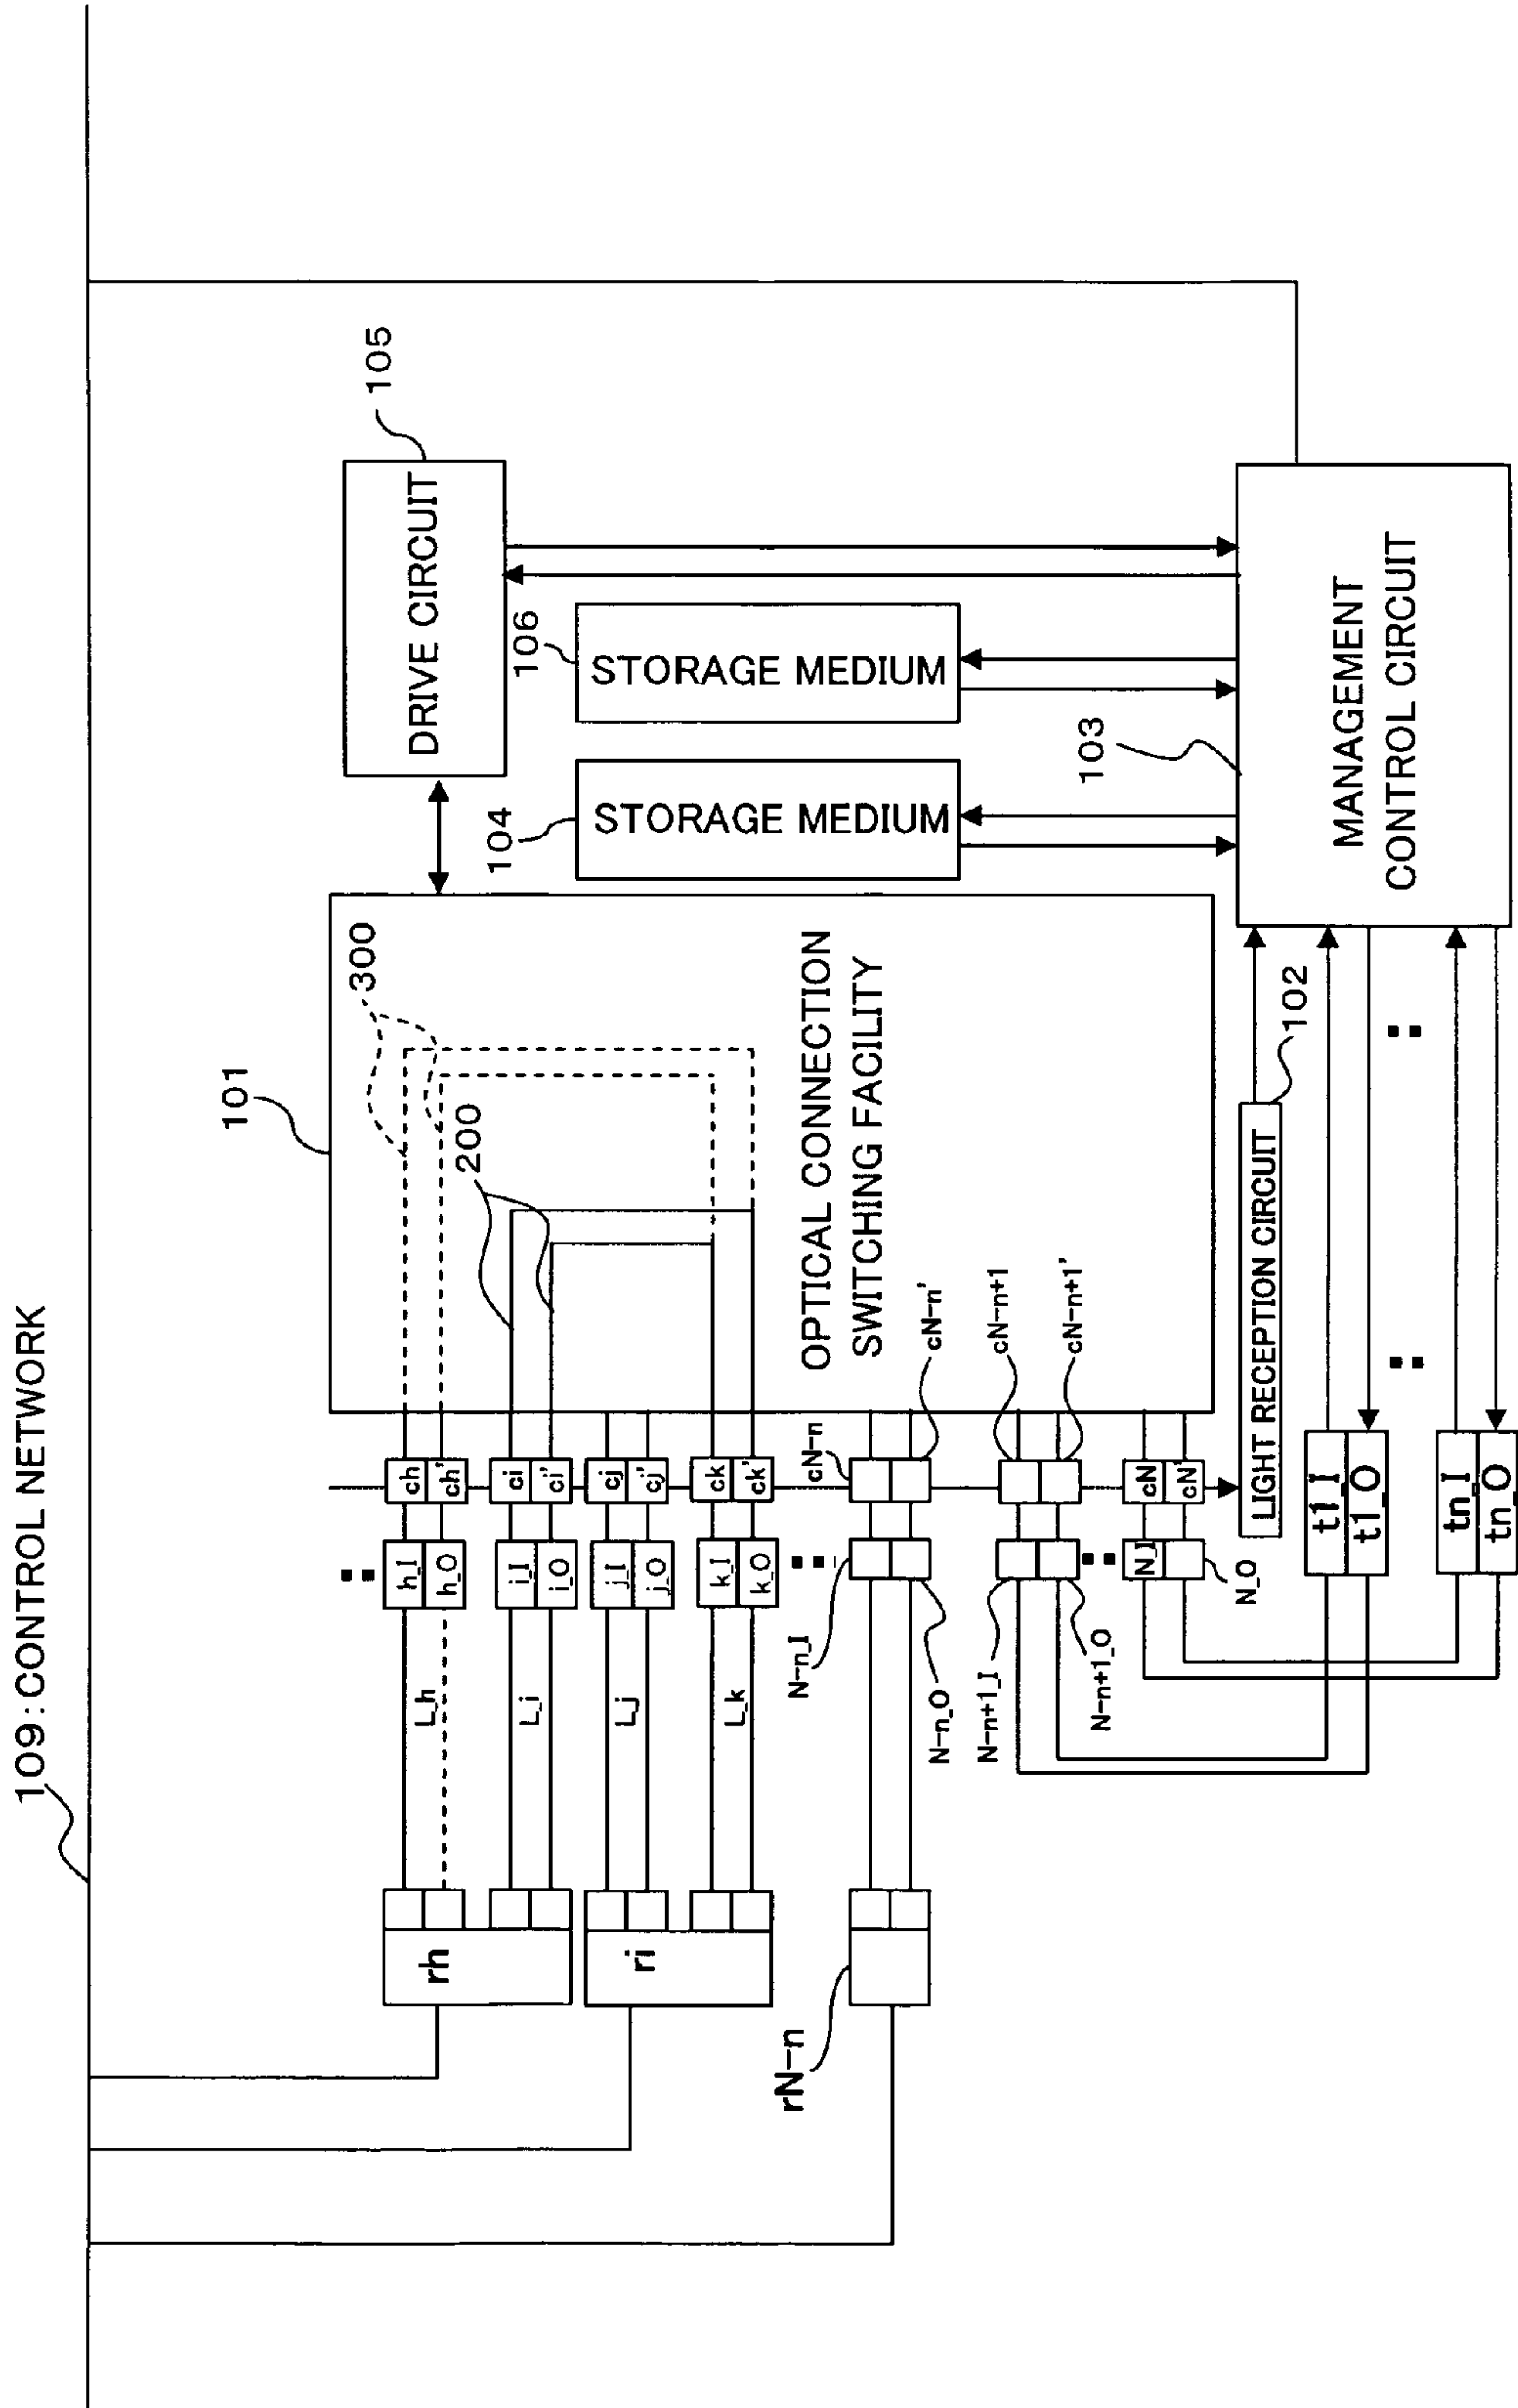 109:CONTROL NETWORK
105
DRIVE CIRCUIT
106
STORAGE MEDIUM
104
STORAGE MEDIUM
103
MANAGEMENT
CONTROL CIRCUIT
101
300
200
OPTICAL CONNECTION
SWITCHING FACILITY
102
LIGHT RECEPTION CIRCUIT
ch
ch'
ci
ci'
cj
cj'
ck
ck'
cN-n
cN-n'
cN-n+1
cN-n+1'
cN
cN'
h_I
h_O
i_I
i_O
j_I
j_O
k_I
k_O
N-n_I
N-n_O
N-n+1_I
N-n+1_O
N_I
N_O
t1_I
t1_O
tn_I
tn_O
L_h
L_i
L_j
L_k
rh
ri
rN-n